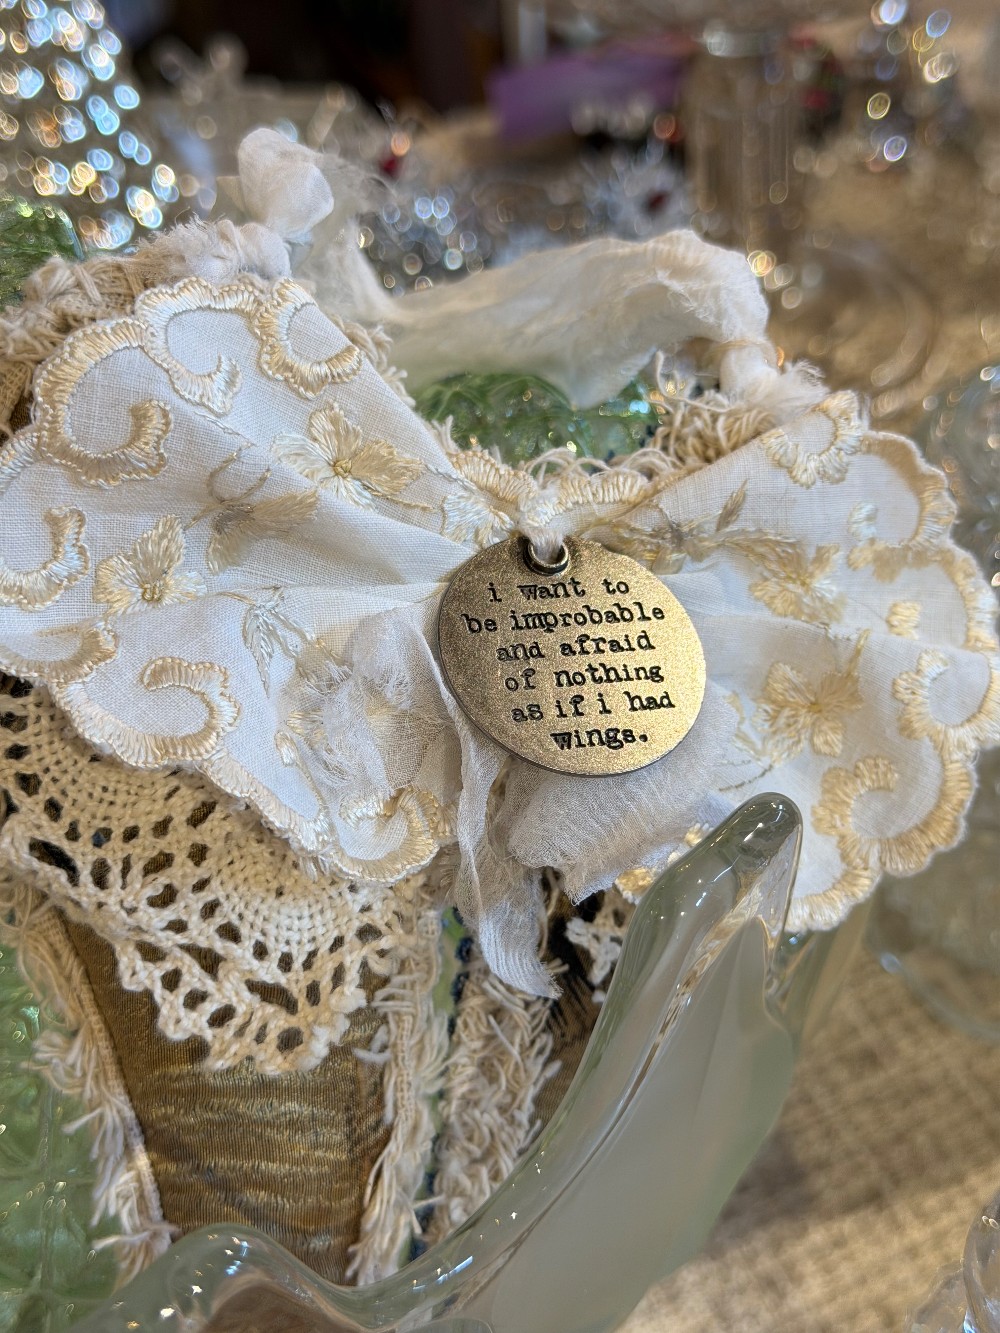 i want to
be improbable
and afraid
of nothing
as if i had
wings.